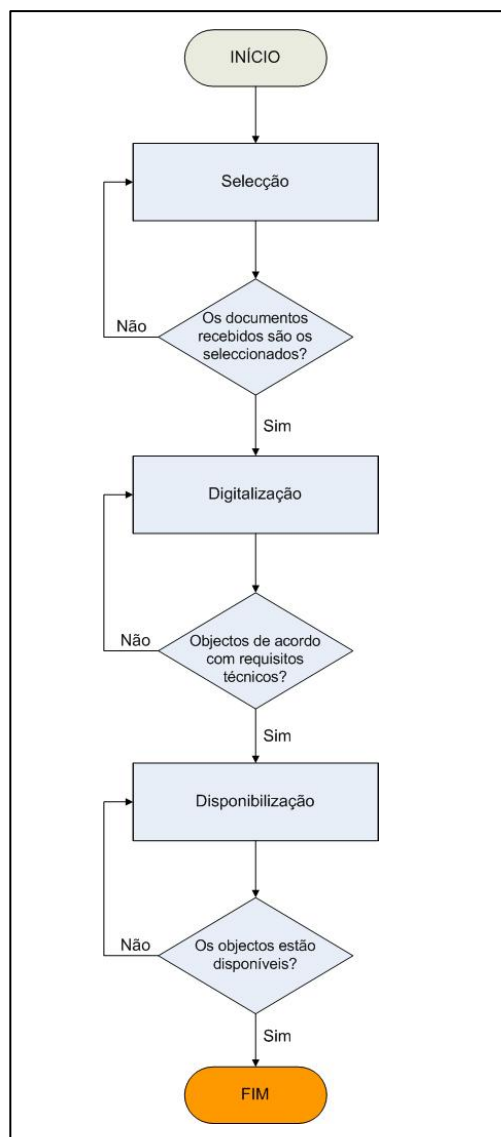 INÍCIO
Selecção
Os documentos
recebidos são os
seleccionados?
Não
Sim
Digitalização
Objectos de acordo
com requisitos
técnicos?
Não
Sim
Disponibilização
Os objectos estão
disponíveis?
Não
Sim
FIM